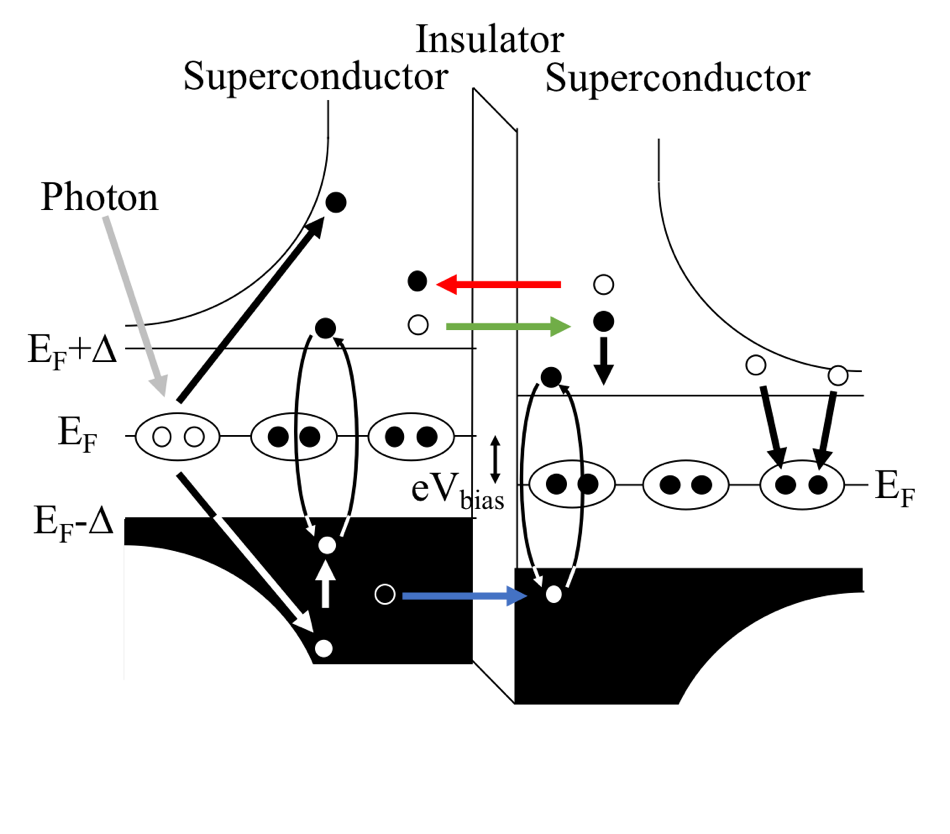 Insulator
Superconductor
Superconductor
Photon
E_F+Δ
E_F
eV_bias
E_F
E_F-Δ